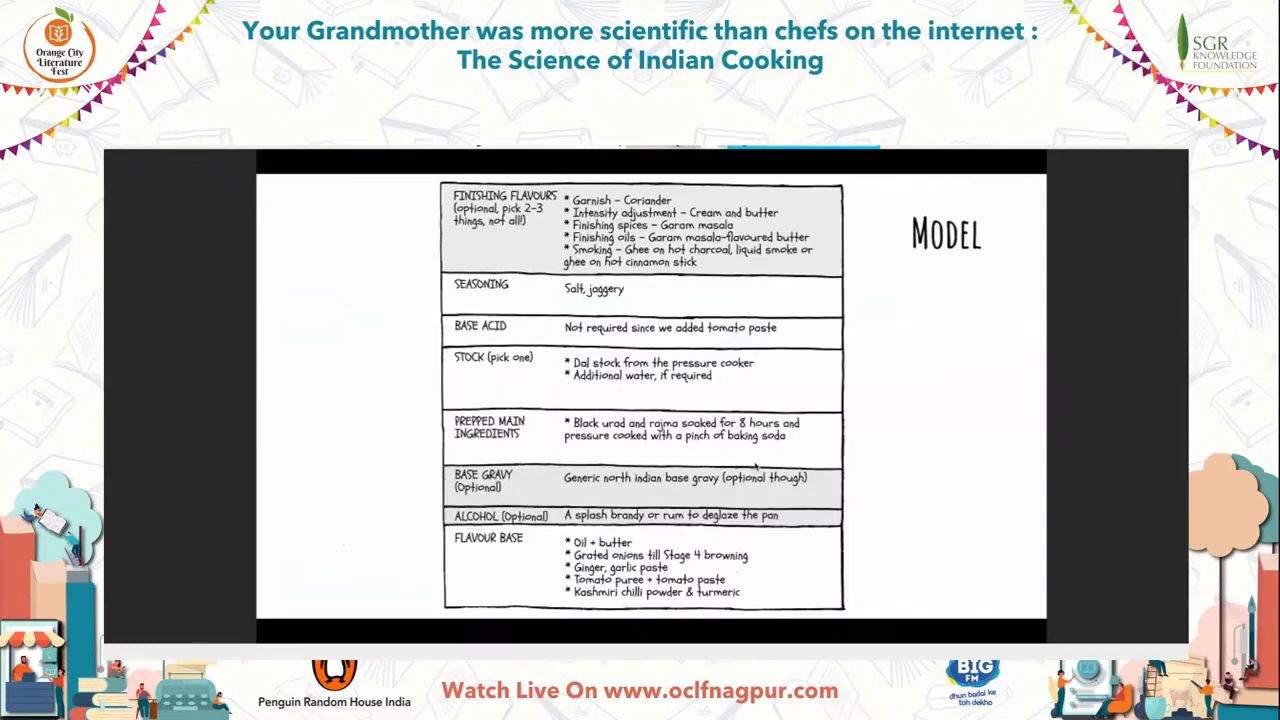 Your Grandmother was more scientific than chefs on the internet :
The Science of Indian Cooking
Orange City
Literature
Fest
SGR
KNOWLEDGE
FOUNDATION
MODEL
FINISHING FLAVOURS
(optional, pick 2-3
things, not all!)
* Garnish - Coriander
* Intensity adjustment - Cream and butter
* Finishing spices - Garam masala
* Finishing oils - Garam masala-flavoured butter
* Smoking - Ghee on hot charcoal, liquid smoke or
ghee on hot cinnamon stick
SEASONING
Salt, jaggery
BASE ACID
Not required since we added tomato paste
STOCK (pick one)
* Dal stock from the pressure cooker
* Additional water, if required
PREPPED MAIN
INGREDIENTS
* Black urad and rajma soaked for 8 hours and
pressure cooked with a pinch of baking soda
BASE GRAVY
(Optional)
Generic north indian base gravy (optional though)
ALCOHOL (Optional)
A splash brandy or rum to deglaze the pan
FLAVOUR BASE
* Oil + butter
* Grated onions till Stage 4 browning
* Ginger, garlic paste
* Tomato puree + tomato paste
* Kashmiri chilli powder & turmeric
Penguin Random House India
Watch Live On www.oclfnagpur.com
BIG
FM
dhun badal ke
toh dekho